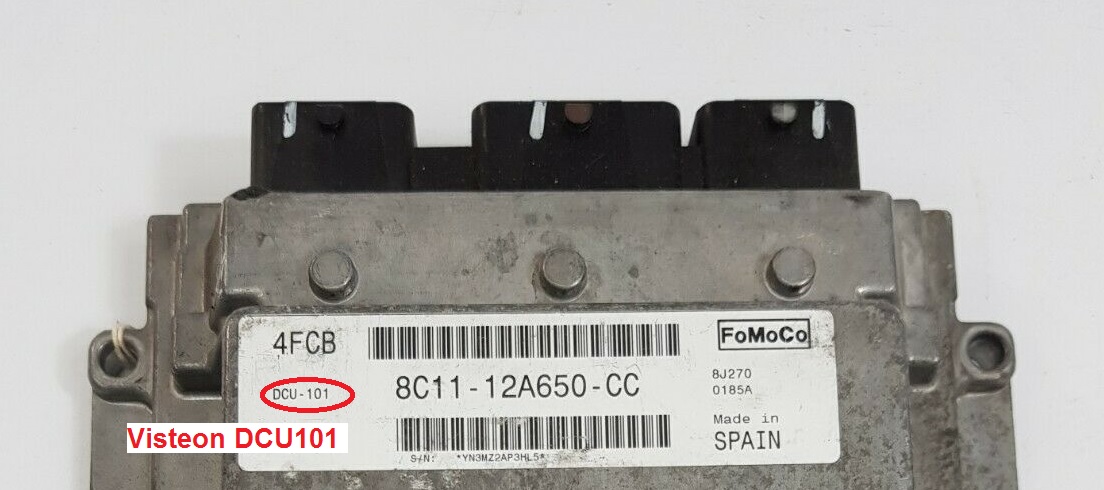 4FCB
FoMoCo
DCU-101
8C11-12A650-CC
8J270
0185A
Visteon DCU101
Made in
SPAIN
S/N: *YN3MZ2AP3HL5*